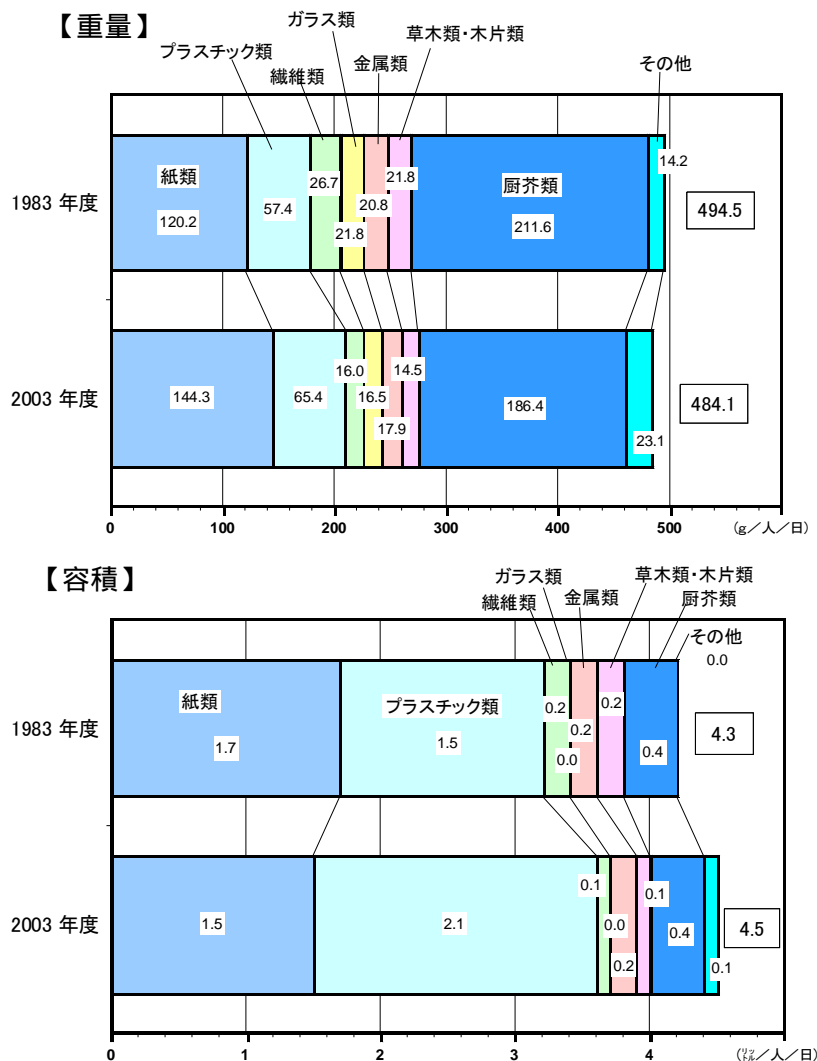 【重量】
ガラス類
草木類・木片類
プラスチック類
金属類
その他
繊維類
1983 年度
紙類
120.2
57.4
26.7
21.8
20.8
21.8
厨芥類
211.6
14.2
494.5
2003 年度
144.3
65.4
16.0
16.5
17.9
14.5
186.4
23.1
484.1
0
100
200
300
400
500
(g/人/日)
【容積】
ガラス類
草木類・木片類
繊維類
金属類
厨芥類
その他
0.0
1983 年度
紙類
1.7
プラスチック類
1.5
0.2
0.0
0.2
0.2
0.4
4.3
2003 年度
1.5
2.1
0.1
0.0
0.2
0.1
0.4
0.1
4.5
0
1
2
3
4
(㍑/人/日)